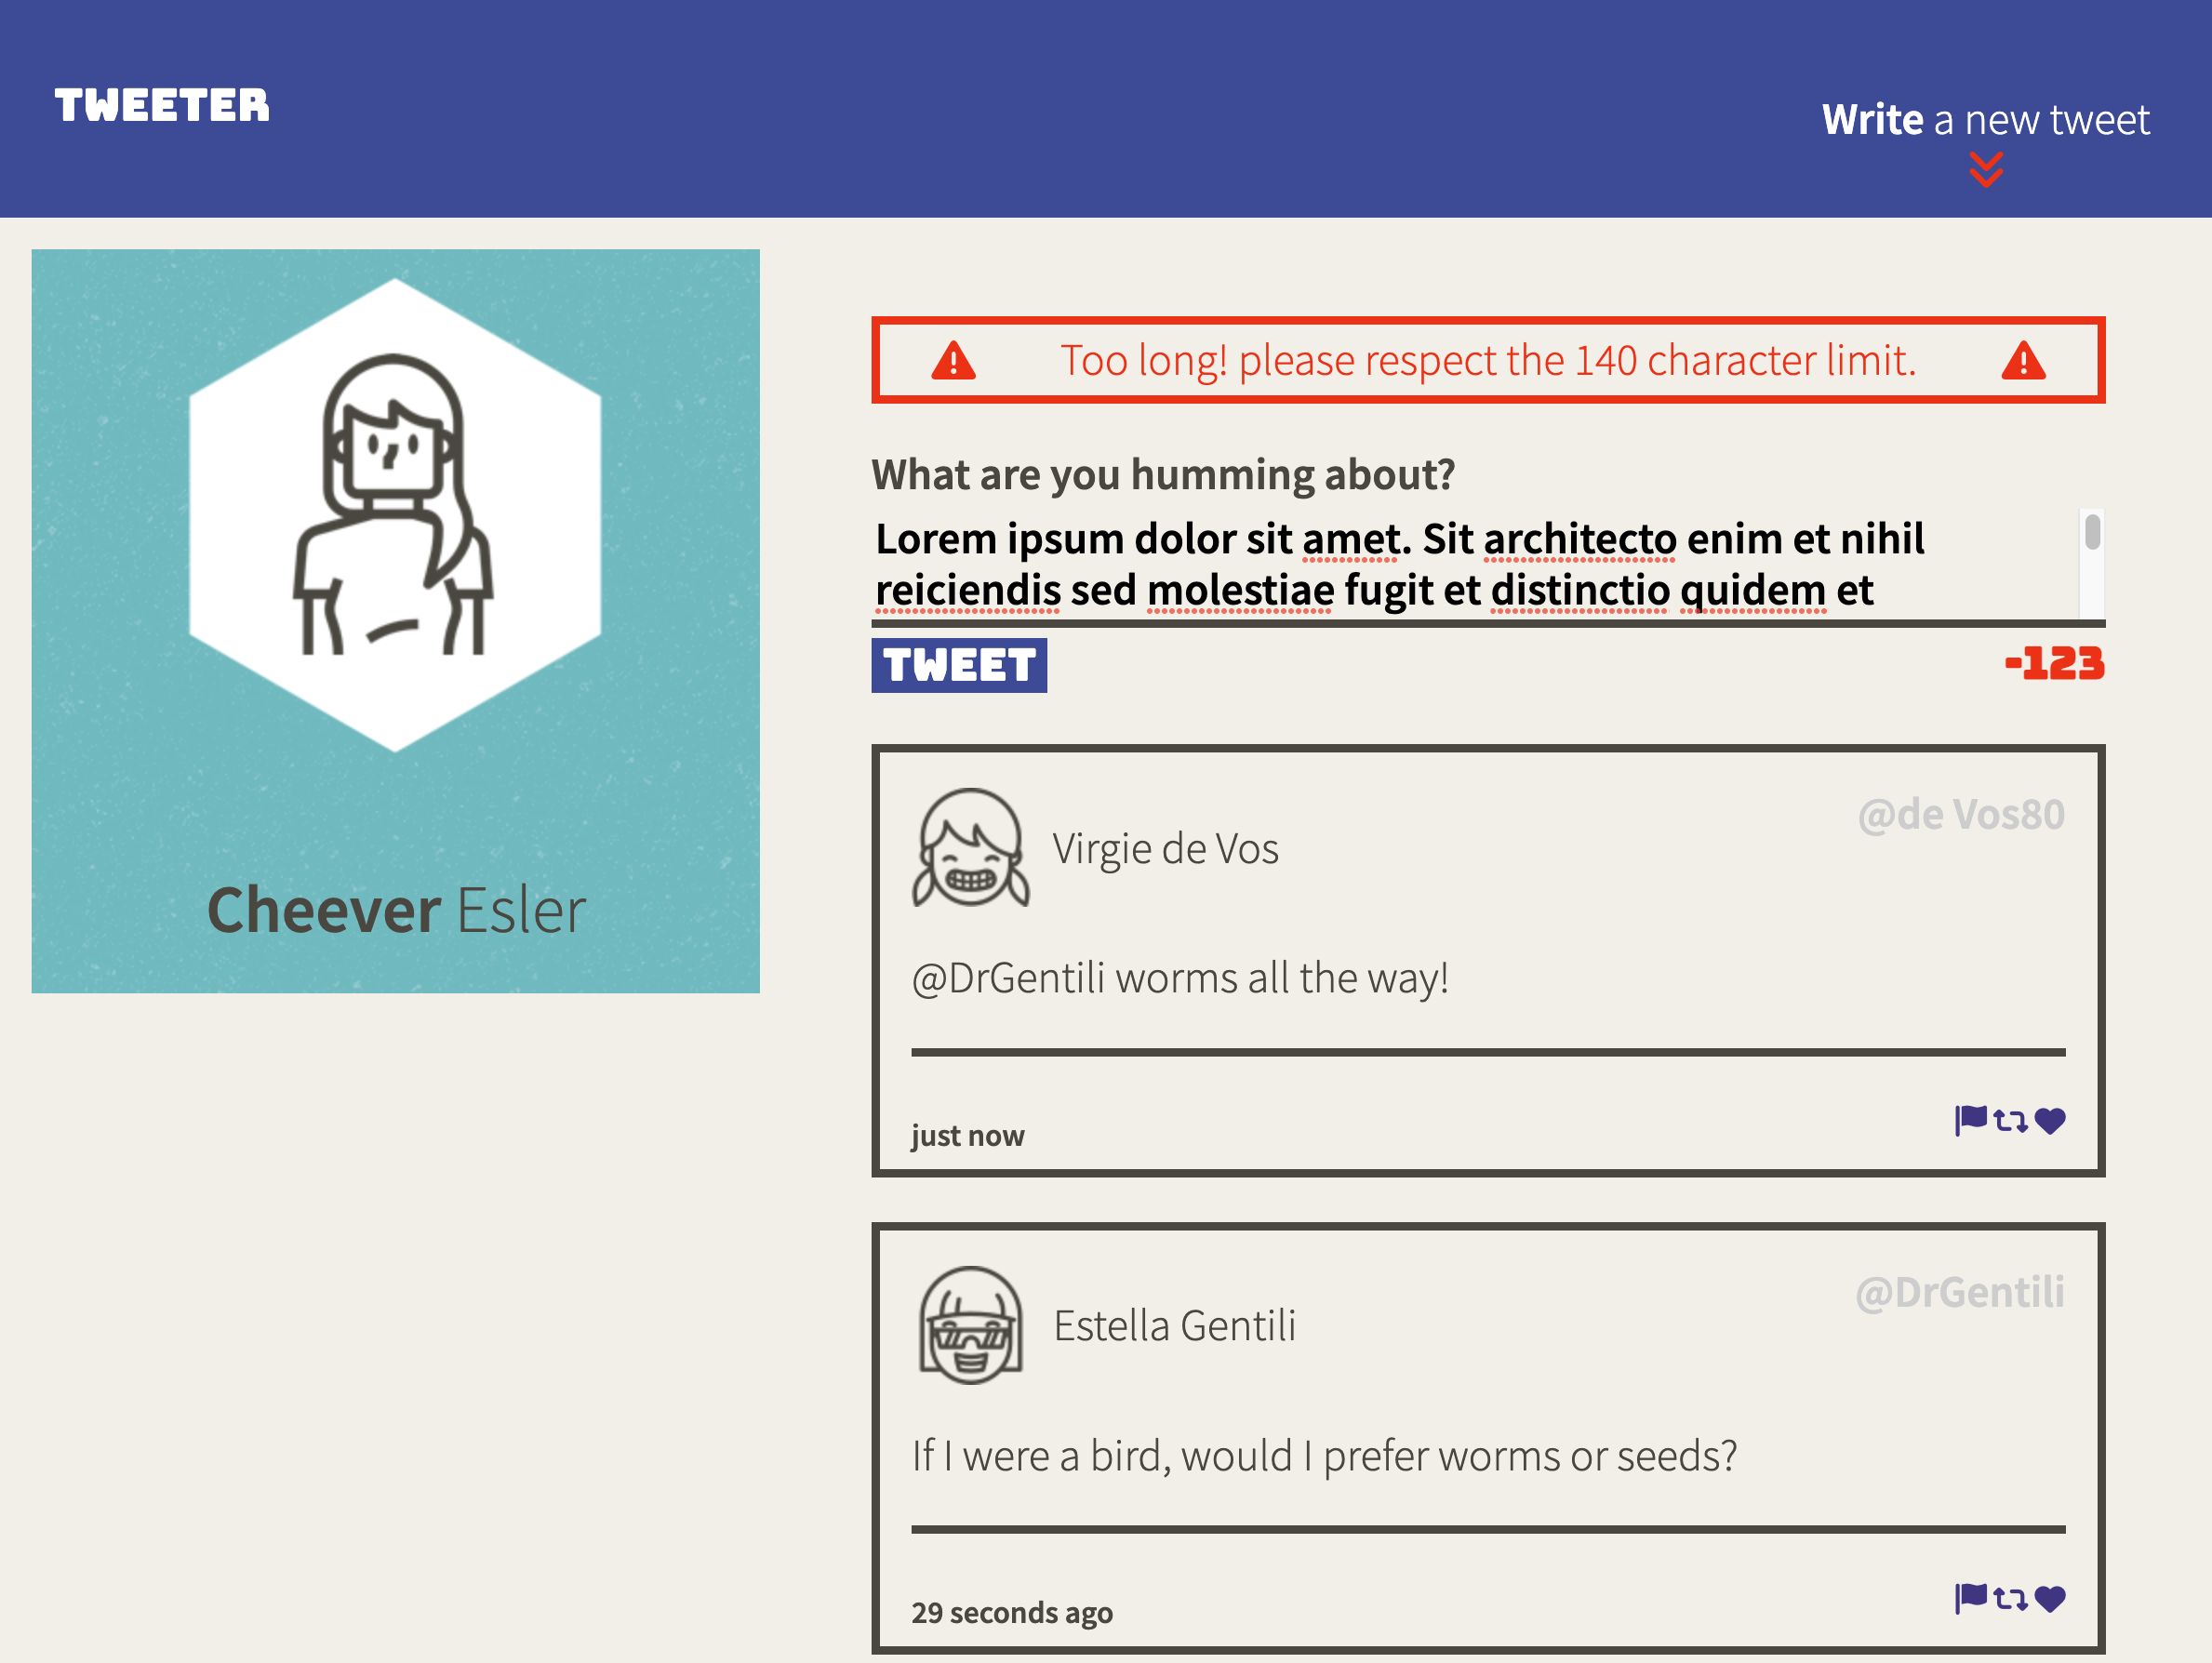 TWEETER
Write a new tweet
Cheever Esler
Too long! please respect the 140 character limit.
What are you humming about?
Lorem ipsum dolor sit amet. Sit architecto enim et nihil
reiciendis sed molestiae fugit et distinctio quidem et
TWEET
-123
Virgie de Vos
@de Vos80
@DrGentili worms all the way!
just now
Estella Gentili
@DrGentili
If I were a bird, would I prefer worms or seeds?
29 seconds ago